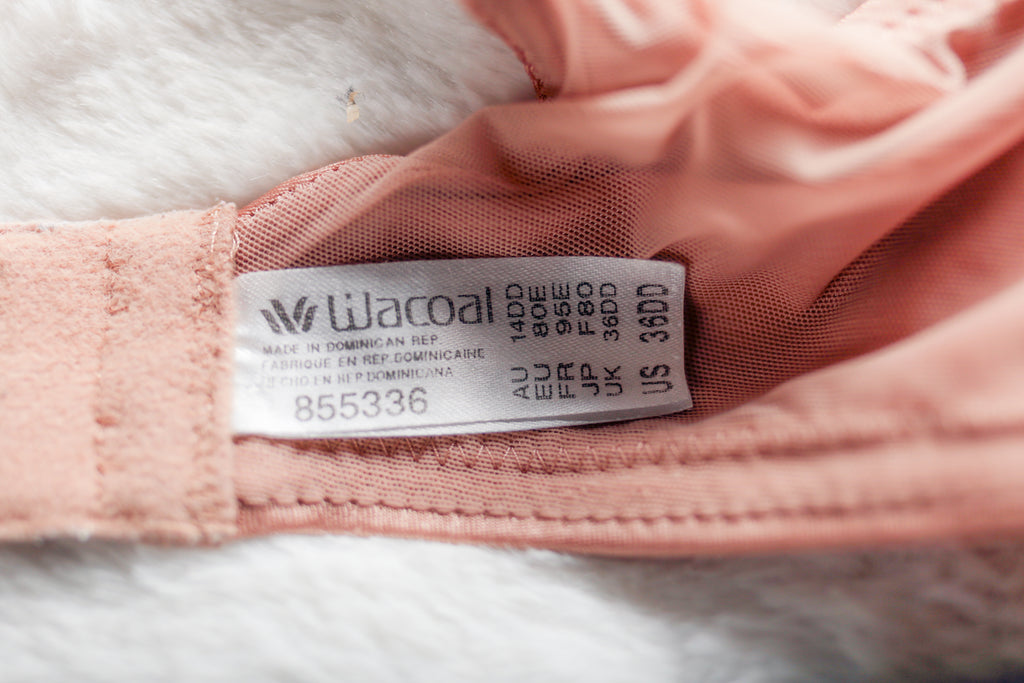 Wacoal
MADE IN DOMINICAN REP.
FABRIQUE EN REP.DOMINICAINE
HECHO EN REP.DOMINICANA
855336
AU 14DD
EU 80E
FR 95E
JP F80
UK 36DD
US 36DD